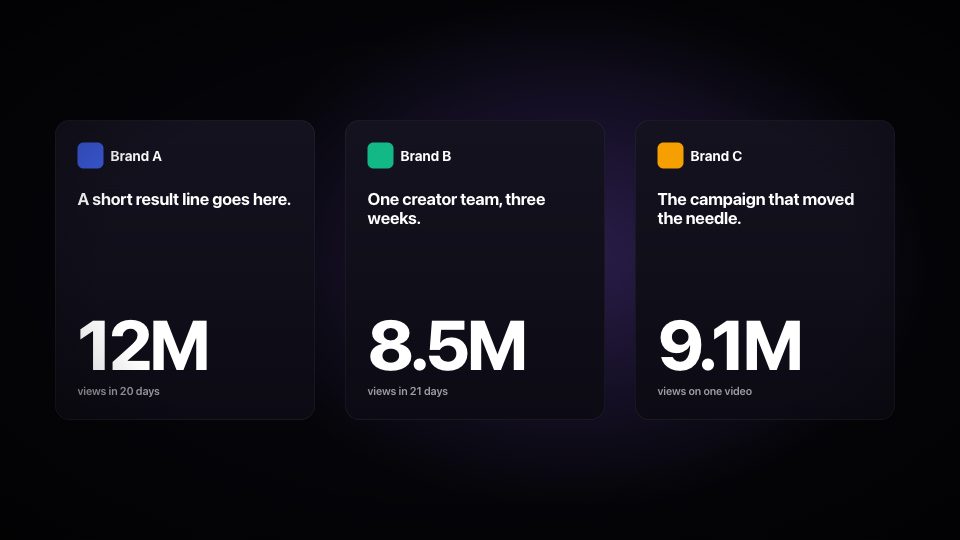 Brand A
A short result line goes here.
12M
views in 20 days
Brand B
One creator team, three
weeks.
8.5M
views in 21 days
Brand C
The campaign that moved
the needle.
9.1M
views on one video